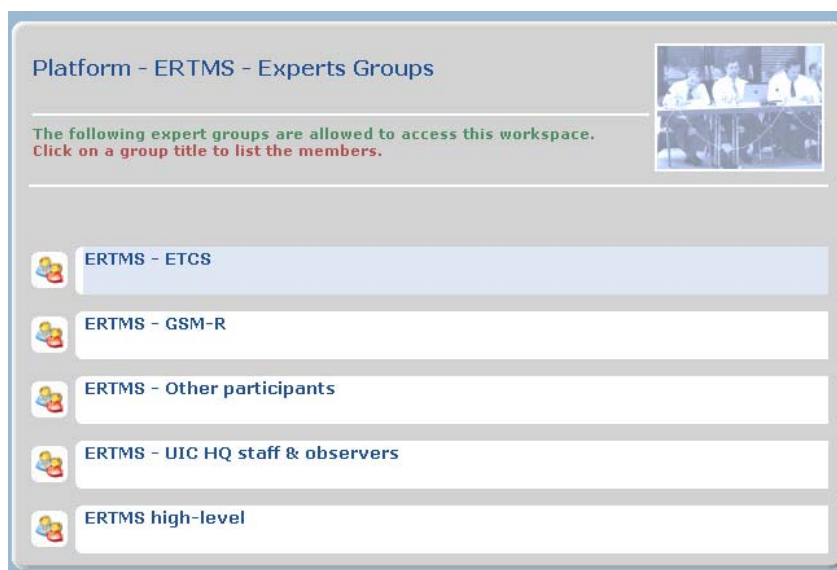 Platform - ERTMS - Experts Groups
The following expert groups are allowed to access this workspace.
Click on a group title to list the members.
ERTMS - ETCS
ERTMS - GSM-R
ERTMS - Other participants
ERTMS - UIC HQ staff & observers
ERTMS high-level